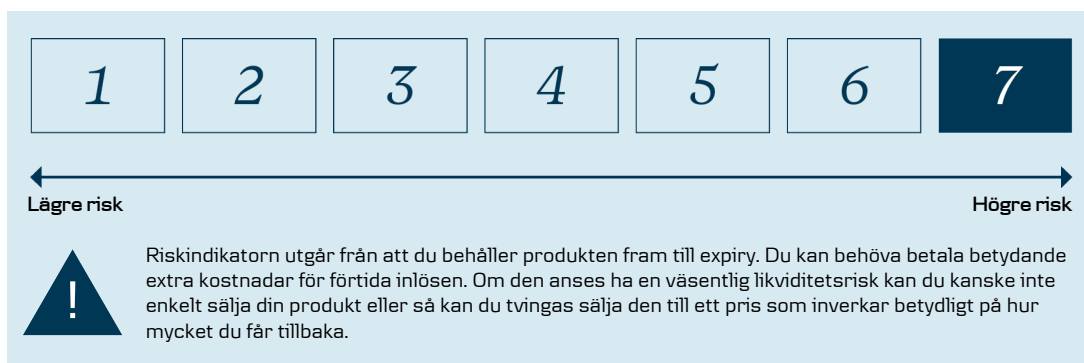 1 2 3 4 5 6 7
Lägre risk Högre risk
! Riskindikatorn utgår från att du behåller produkten fram till expiry. Du kan behöva betala betydande
extra kostnadar för förtida inlösen. Om den anses ha en väsentlig likviditetsrisk kan du kanske inte
enkelt sälja din produkt eller så kan du tvingas sälja den till ett pris som inverkar betydligt på hur
mycket du får tillbaka.